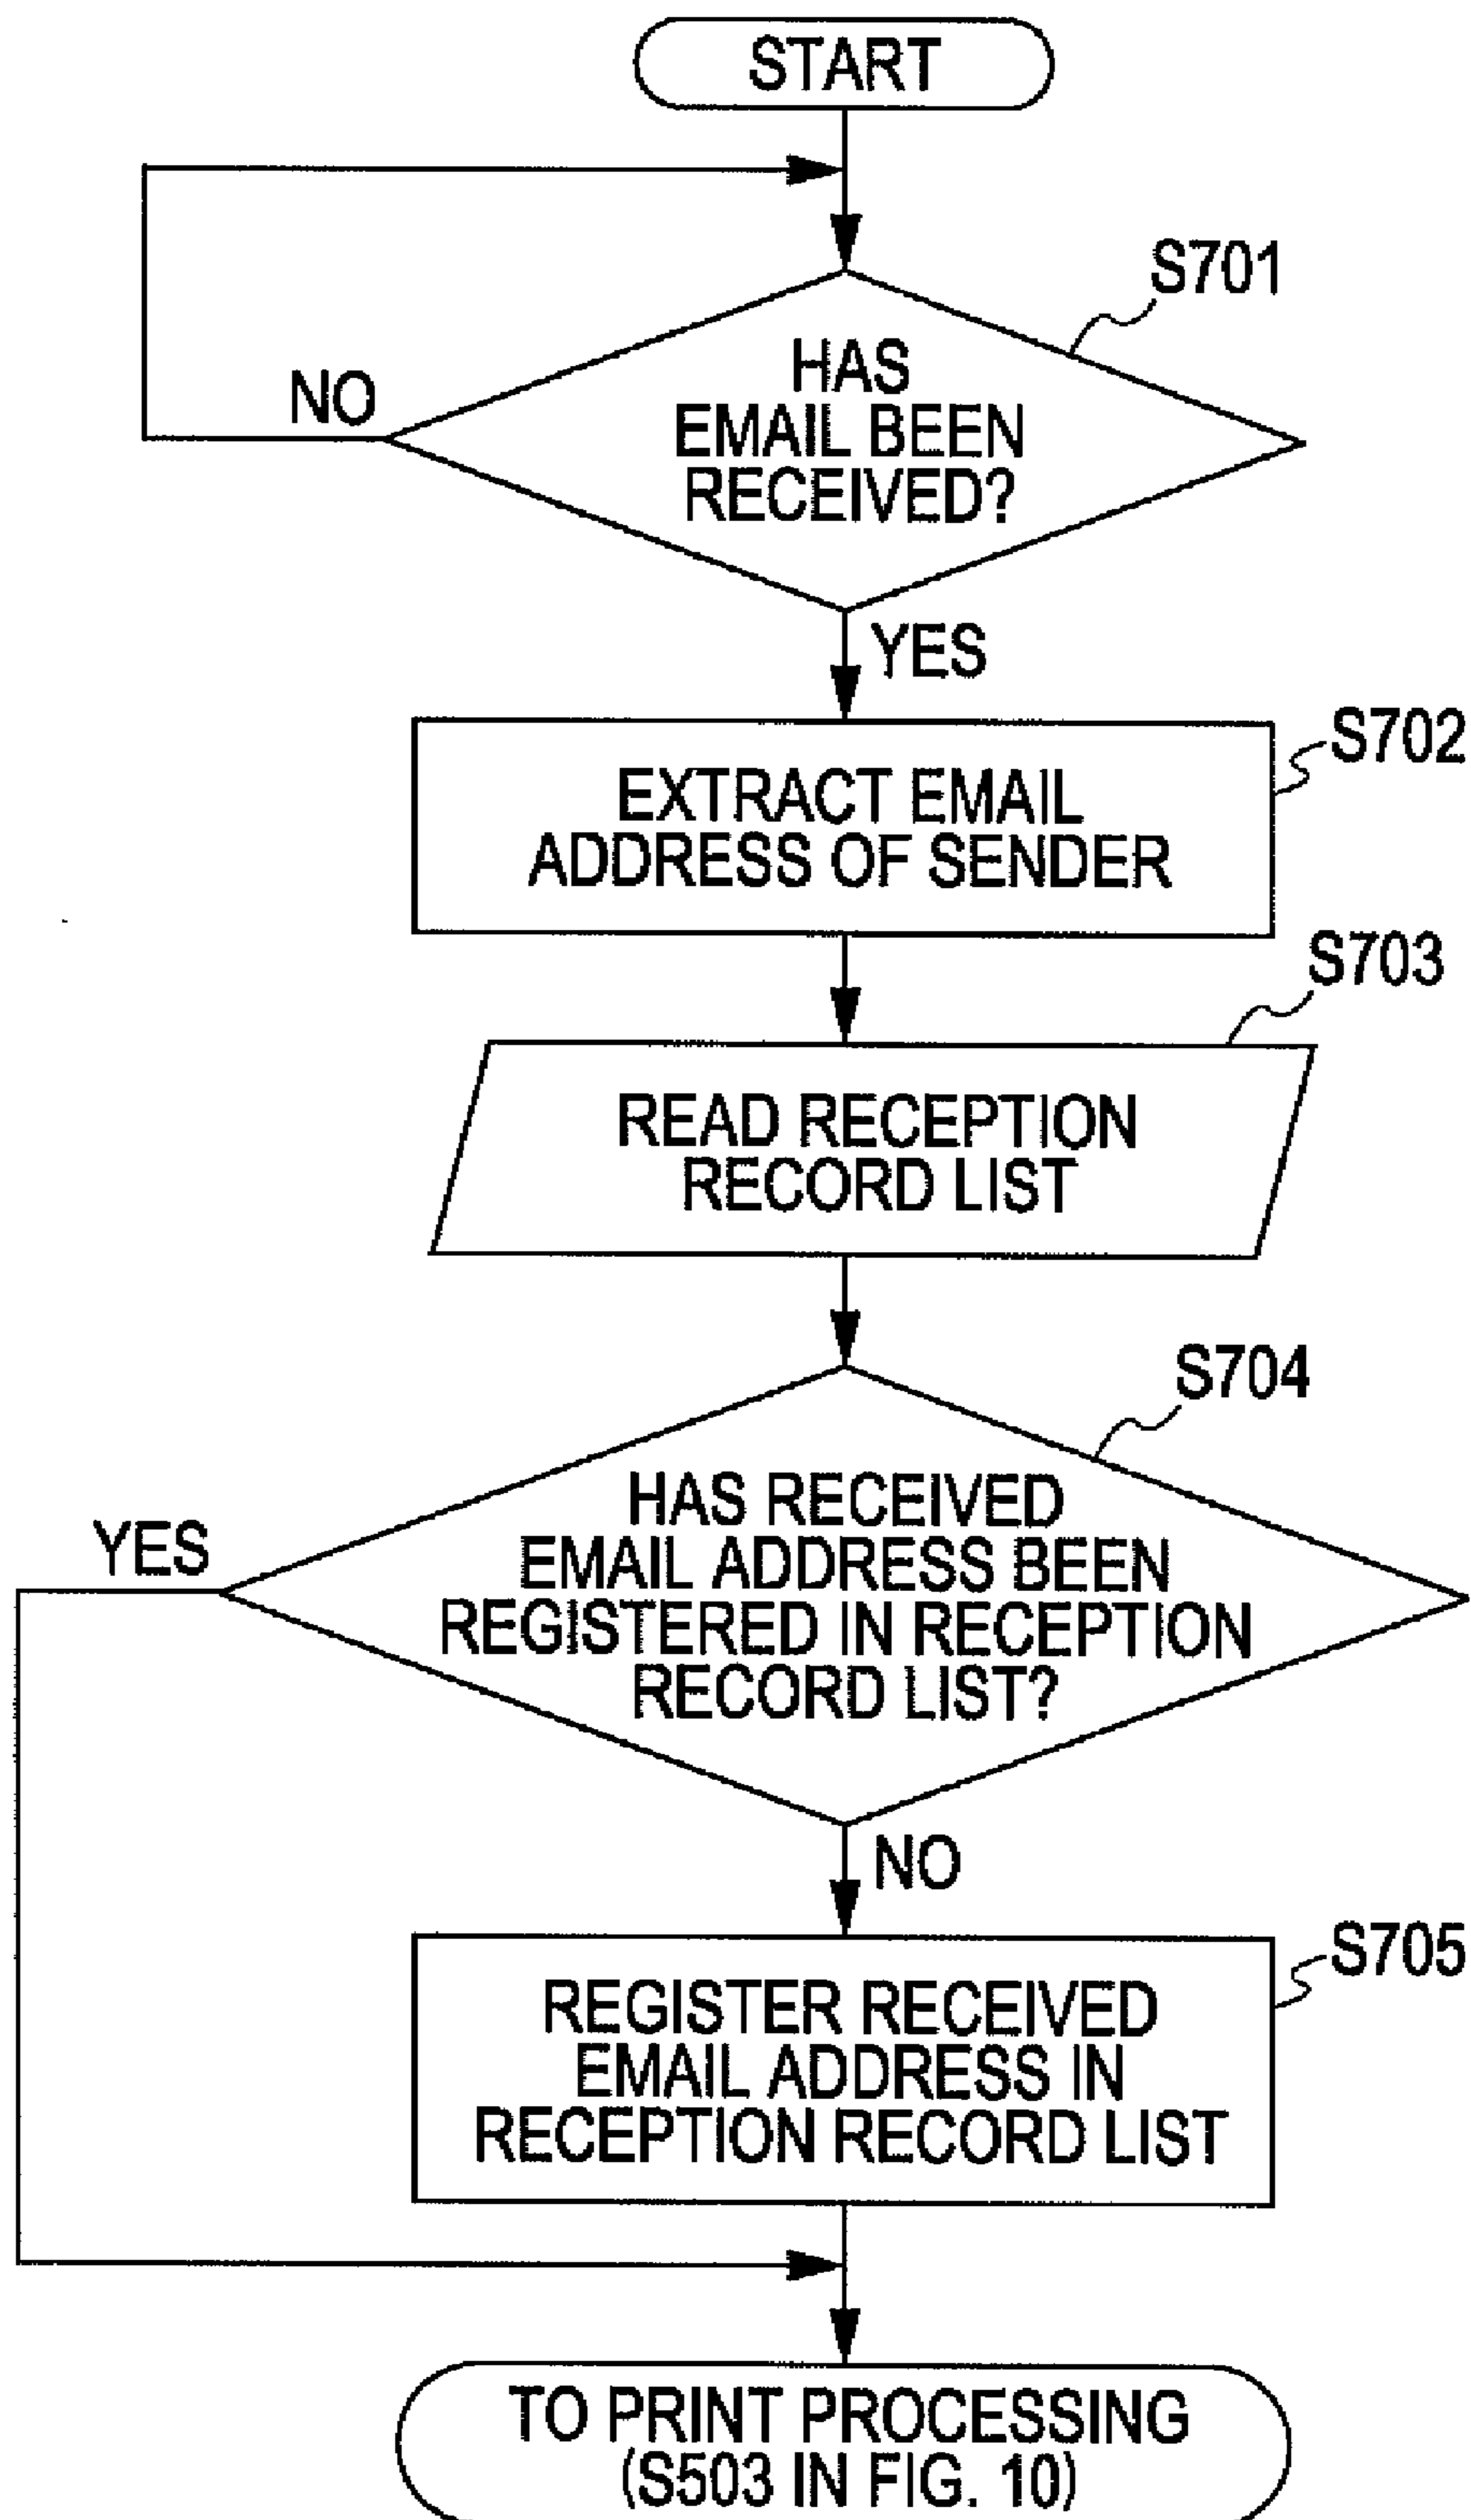 START
S701
HAS
EMAIL BEEN
RECEIVED?
NO
YES
S702
EXTRACT EMAIL
ADDRESS OF SENDER
S703
READ RECEPTION
RECORD LIST
S704
HAS RECEIVED
EMAIL ADDRESS BEEN
REGISTERED IN RECEPTION
RECORD LIST?
YES
NO
S705
REGISTER RECEIVED
EMAIL ADDRESS IN
RECEPTION RECORD LIST
TO PRINT PROCESSING
(S503 IN FIG. 10)